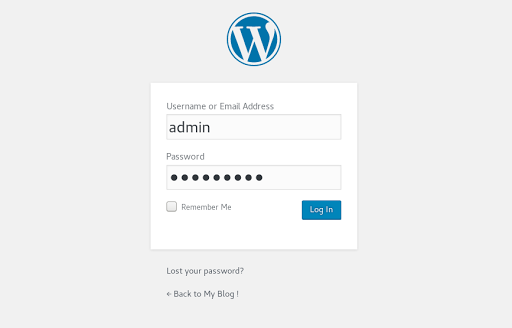 Username or Email Address
admin
Password
●●●●●●●●●
Remember Me
Log In
Lost your password?
← Back to My Blog !